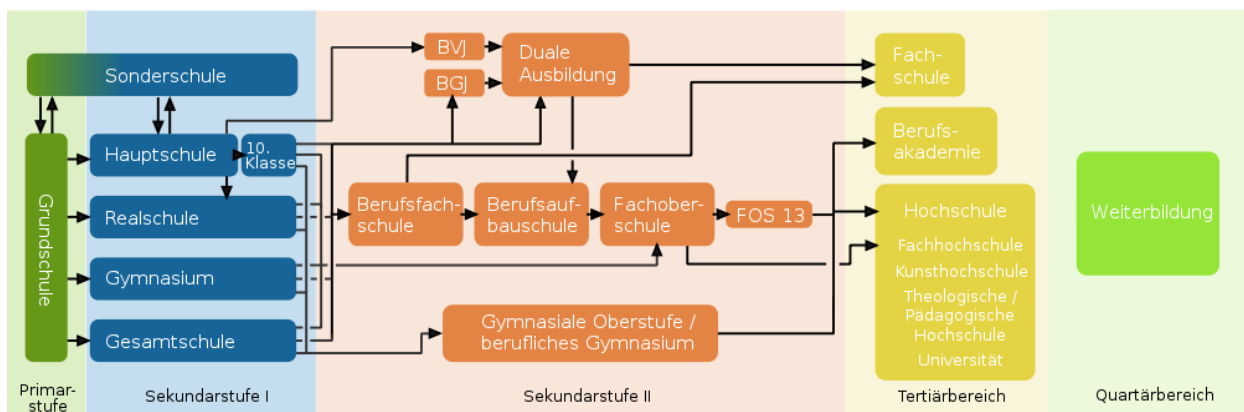 Sonderschule
Grundschule
Hauptschule
10.
Klasse
Realschule
Gymnasium
Gesamtschule
BVJ
BGJ
Duale
Ausbildung
Berufsfach-
schule
Berufsauf-
bauschule
Fachober-
schule
FOS 13
Gymnasiale Oberstufe /
berufliches Gymnasium
Fach-
schule
Berufs-
akademie
Hochschule
Fachhochschule
Kunsthochschule
Theologische /
Pädagogische
Hochschule
Universität
Weiterbildung
Primar-
stufe
Sekundarstufe I
Sekundarstufe II
Tertiärbereich
Quartärbereich